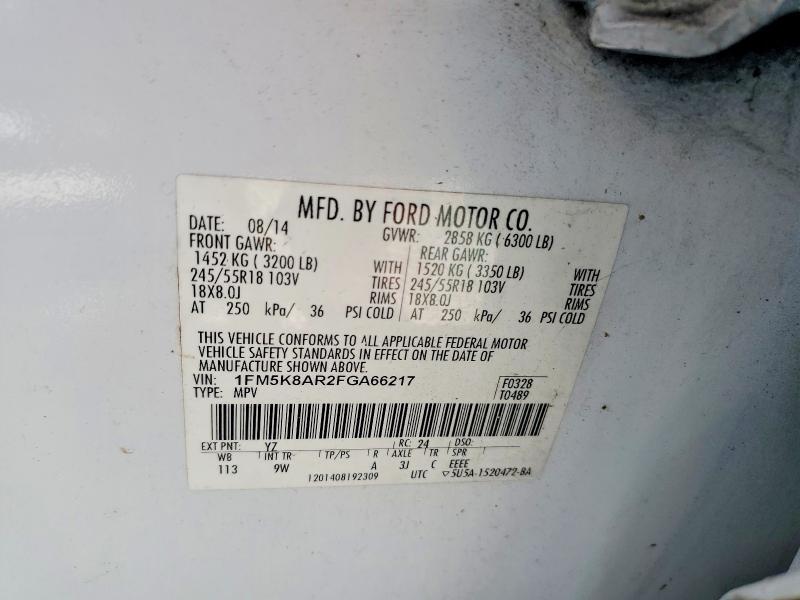 MFD. BY FORD MOTOR CO.
DATE: 08/14 GVWR: 2858 KG ( 6300 LB)
FRONT GAWR: REAR GAWR:
1452 KG ( 3200 LB) WITH 1520 KG ( 3350 LB) WITH
245/55R18 103V TIRES 245/55R18 103V TIRES
18X8.0J RIMS 18X8.0J RIMS
AT 250 kPa/ 36 PSI COLD AT 250 kPa/ 36 PSI COLD
THIS VEHICLE CONFORMS TO ALL APPLICABLE FEDERAL MOTOR
VEHICLE SAFETY STANDARDS IN EFFECT ON THE DATE OF
MANUFACTURE SHOWN ABOVE.
VIN: 1FM5K8AR2FGA66217 F0328
TYPE: MPV T0489
EXT PNT: YZ RC: 24 DSO:
WB INT TR TP/PS R AXLE TR SPR
113 9W A 3J C EEEE
1201408192309 UTC ▽5U5A-1520472-BA